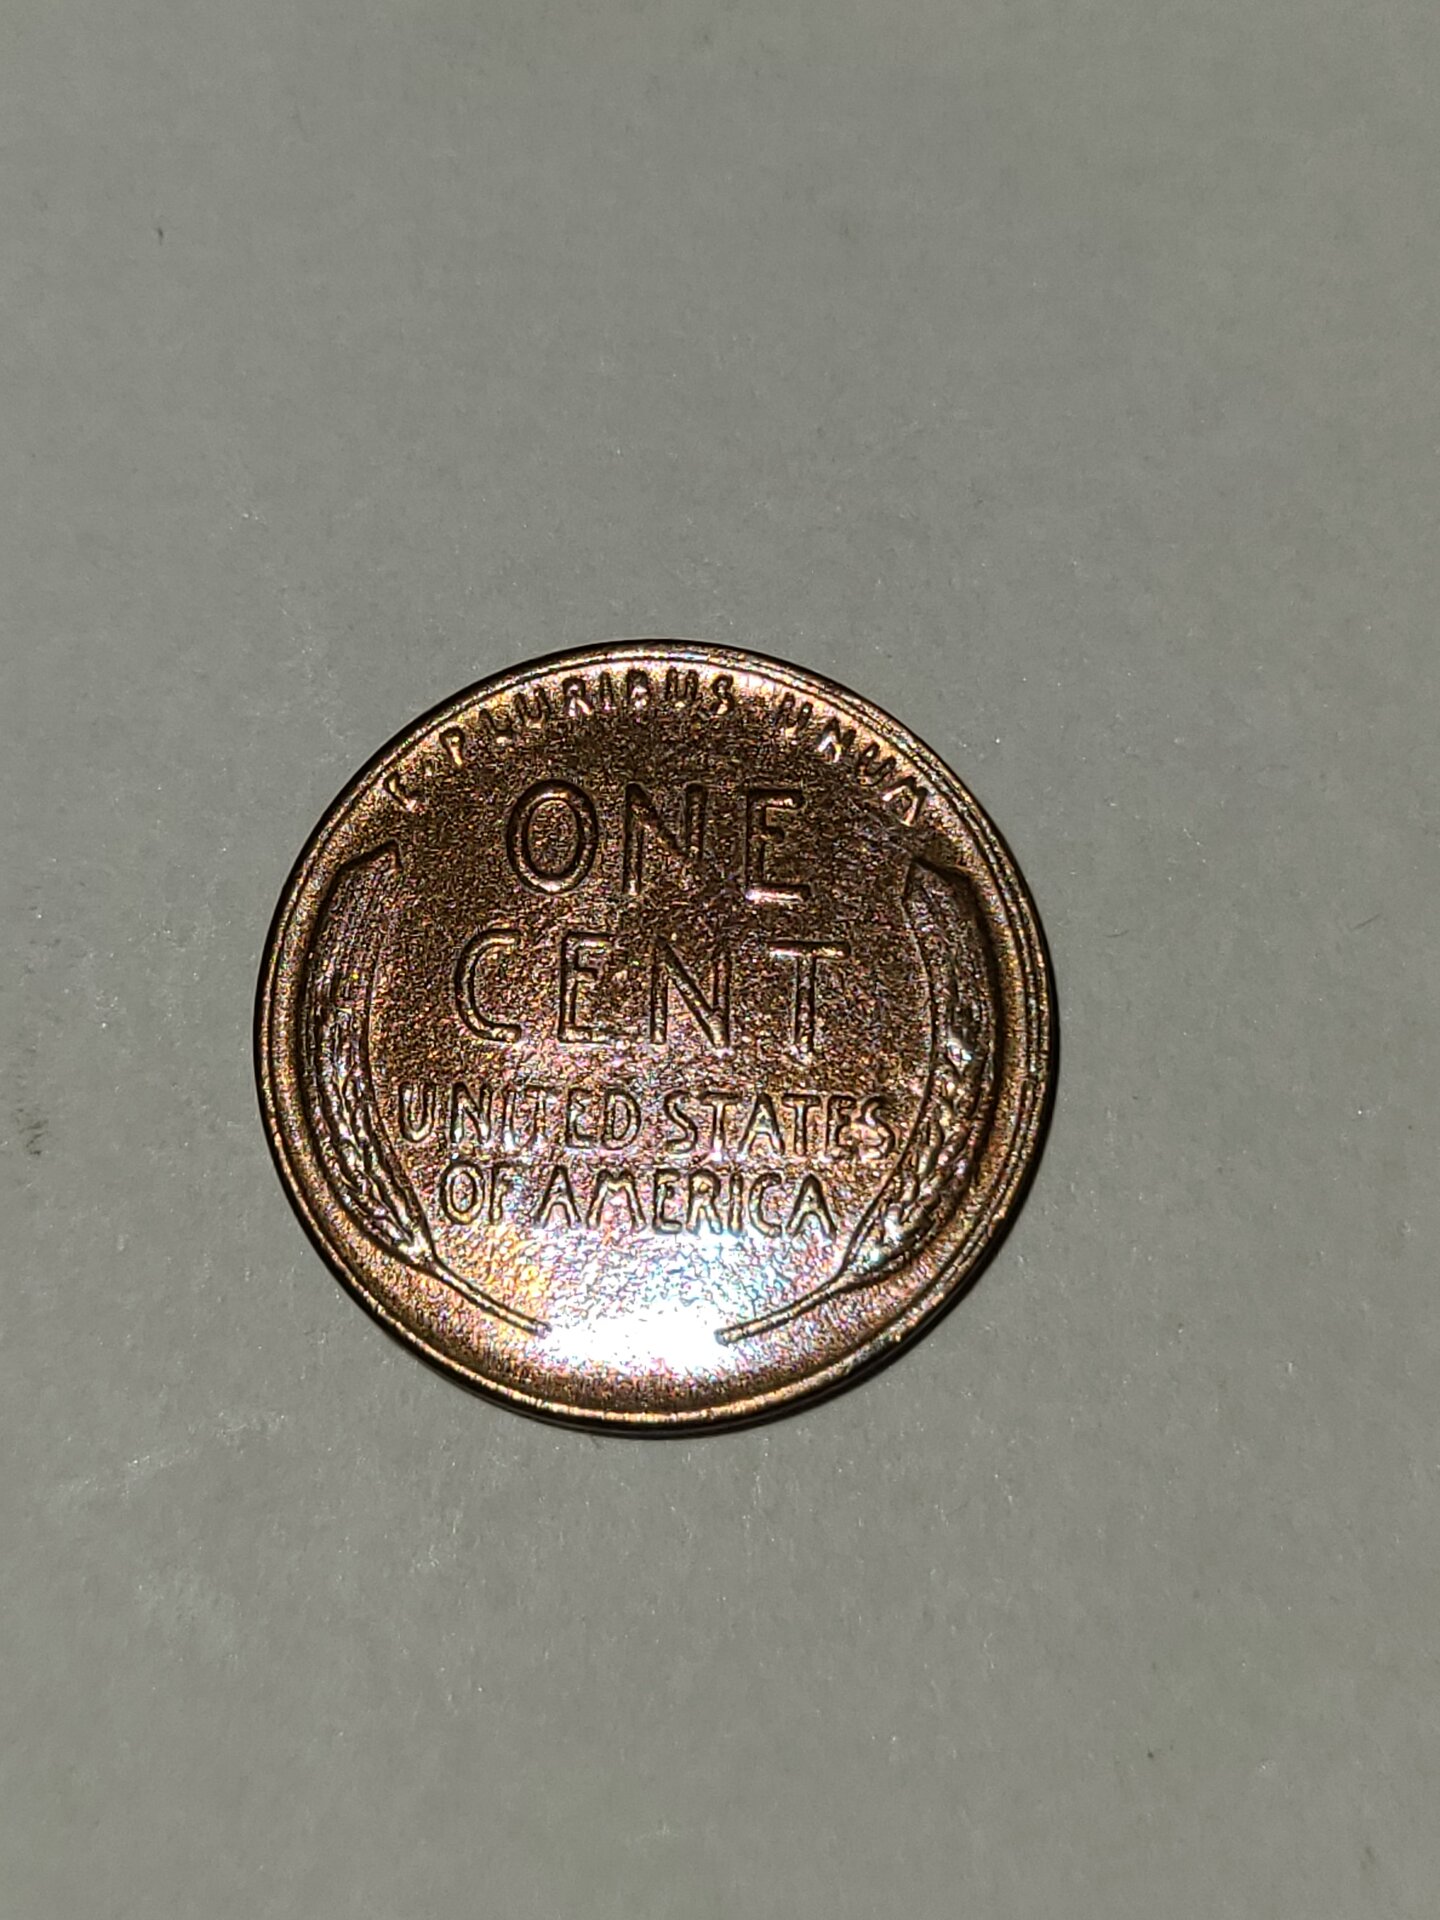 E·PLURIBUS·UNUM
ONE
CENT
UNITED STATES
OF AMERICA